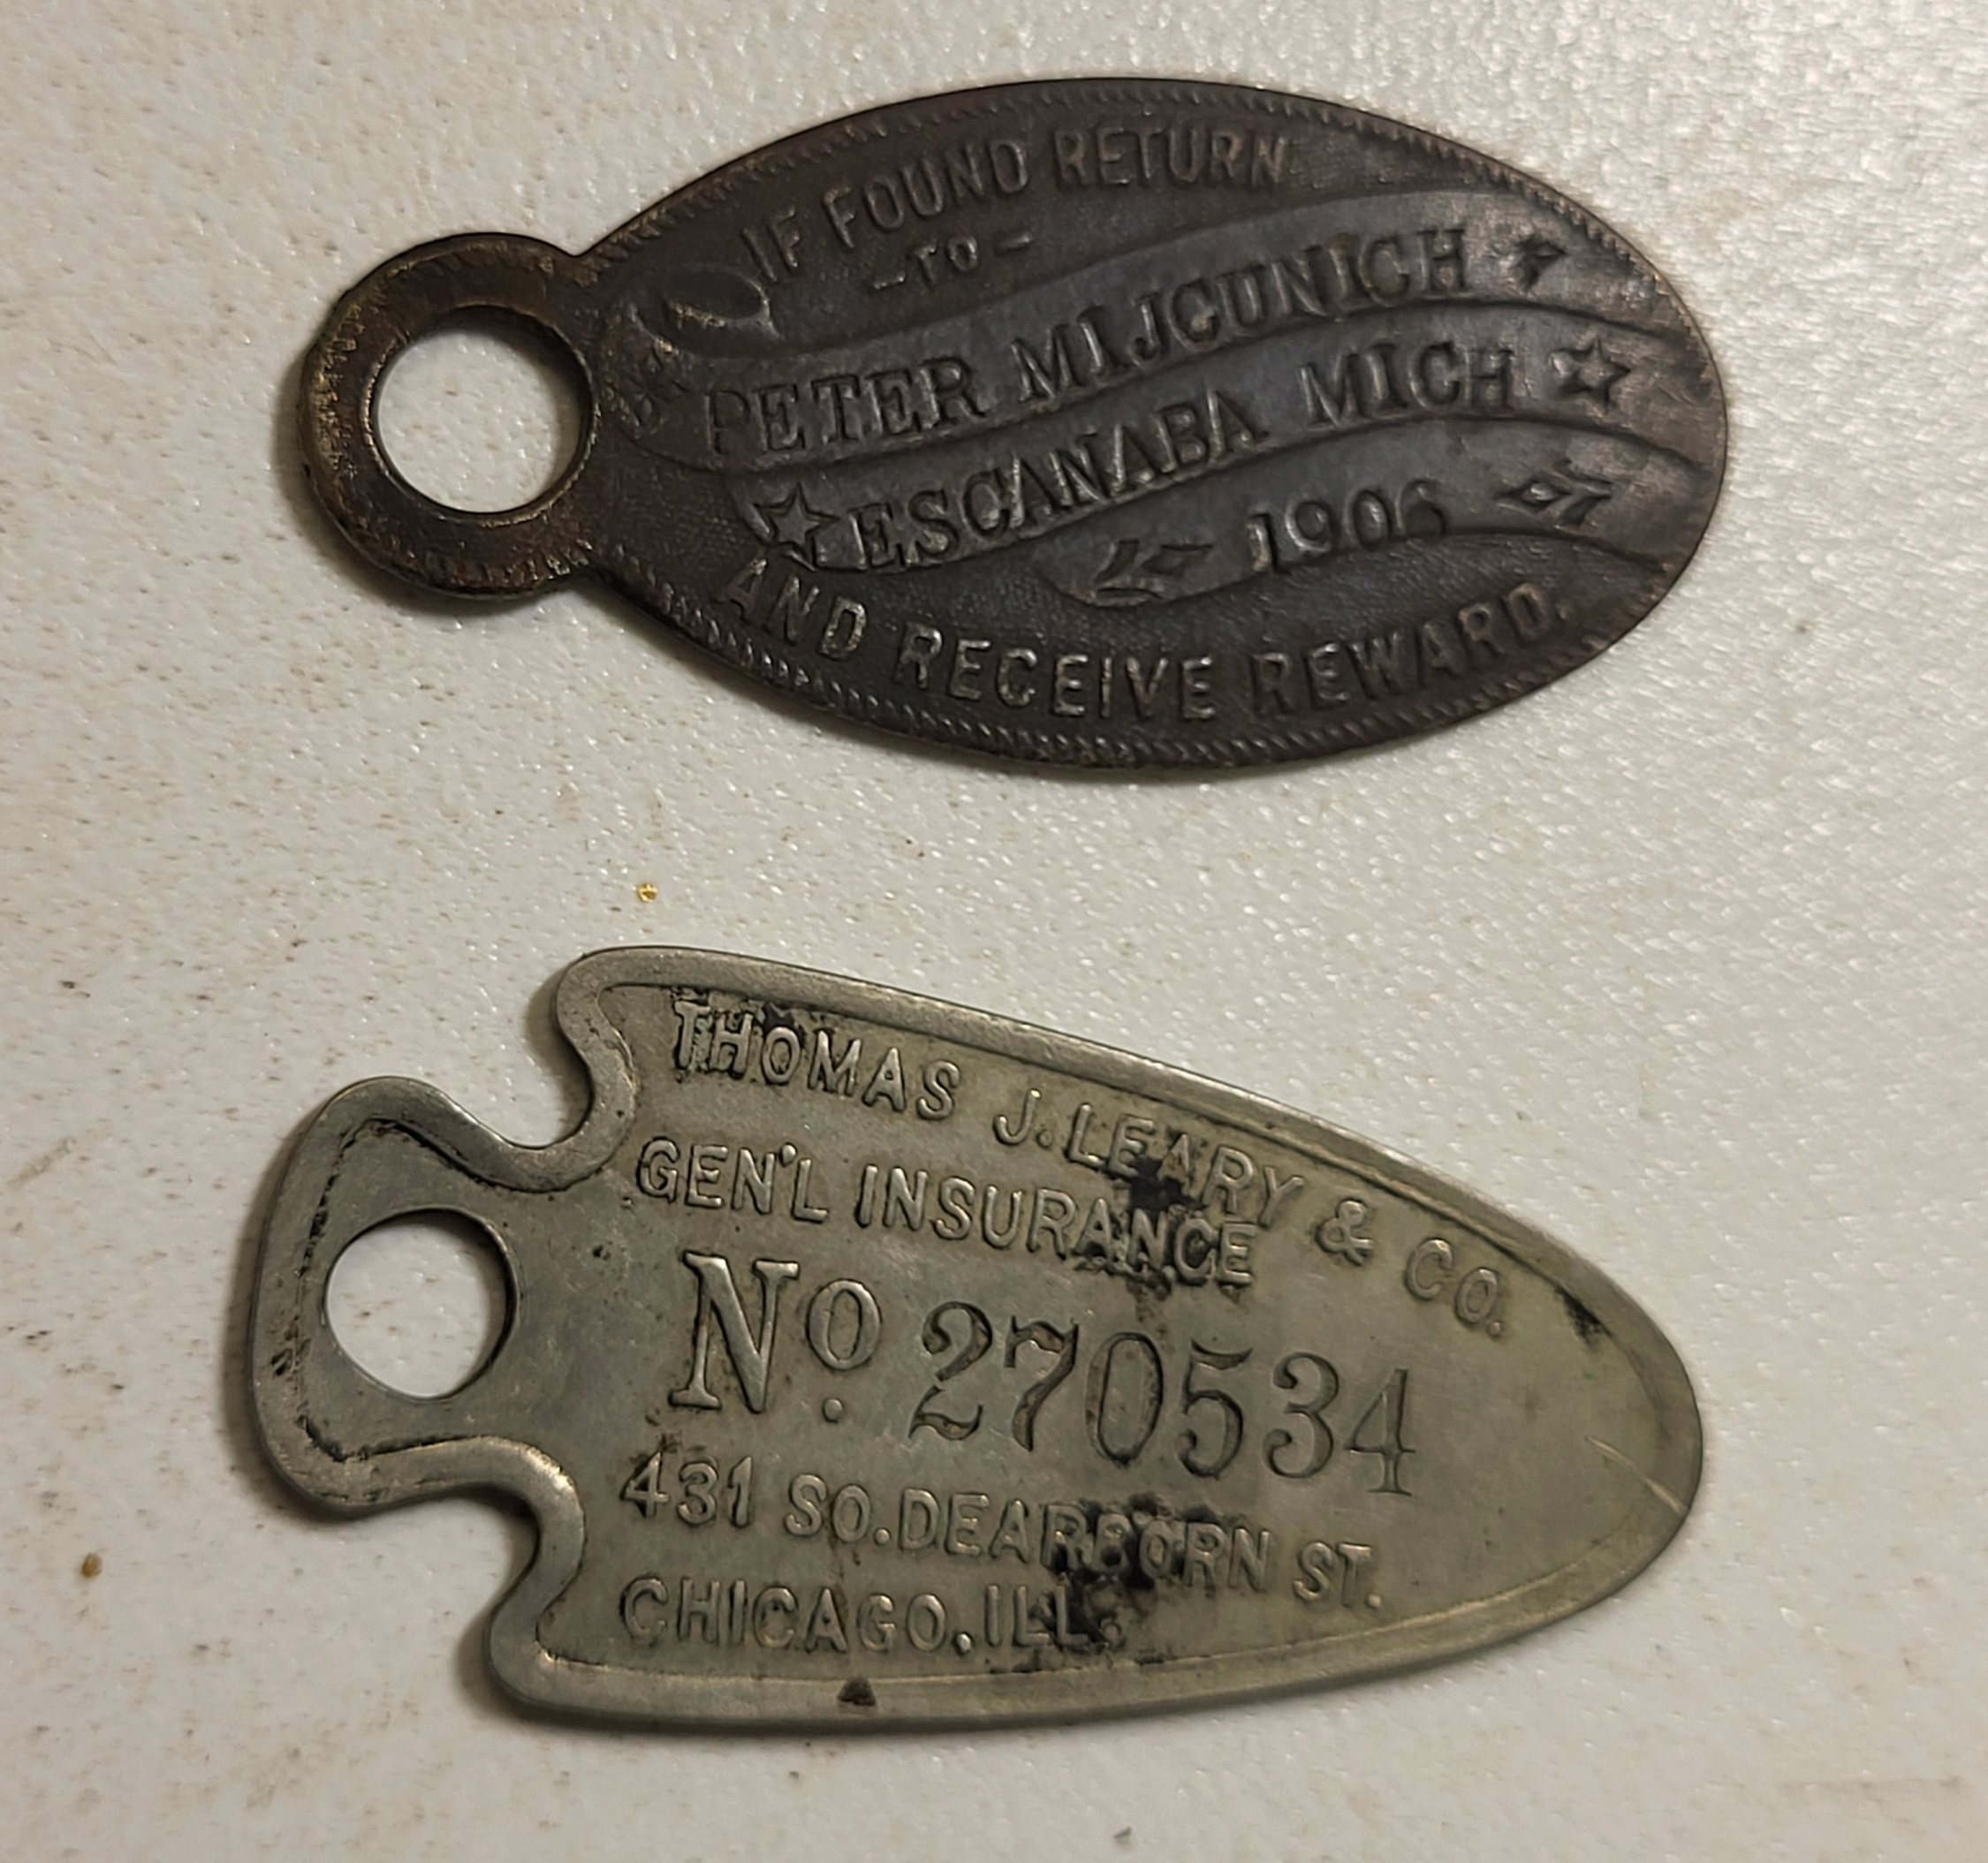 IF FOUND RETURN
-TO-
PETER MIJCUNICH
ESCANABA MICH
1906
AND RECEIVE REWARD.
THOMAS J. LEARY & CO.
GEN'L INSURANCE
No. 270534
431 SO. DEARBORN ST.
CHICAGO, ILL.